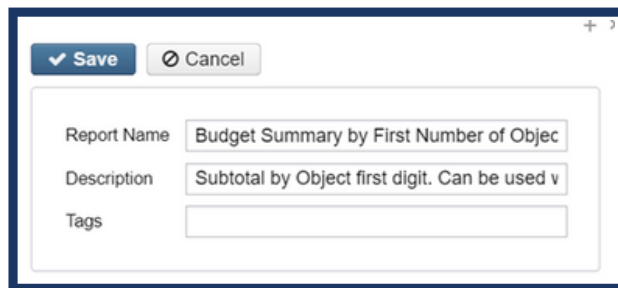 Save Cancel
Report Name Budget Summary by First Number of Objec
Description Subtotal by Object first digit. Can be used
Tags